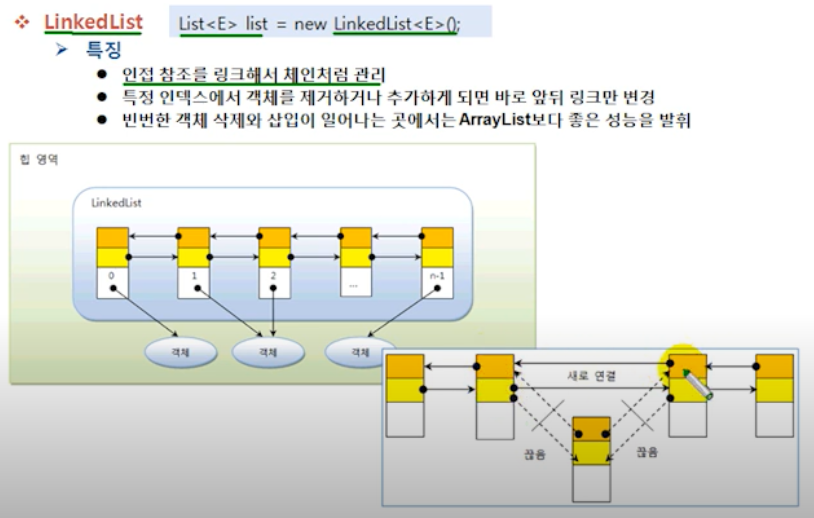 LinkedList List<E> list = new LinkedList<E>();
특징
인접 참조를 링크해서 체인처럼 관리
특정 인덱스에서 객체를 제거하거나 추가하게 되면 바로 앞뒤 링크만 변경
빈번한 객체 삭제와 삽입이 일어나는 곳에서는 ArrayList보다 좋은 성능을 발휘
힙 영역
LinkedList
0 1 2 ... n-1
객체 객체 객체
새로 연결
끊음 끊음